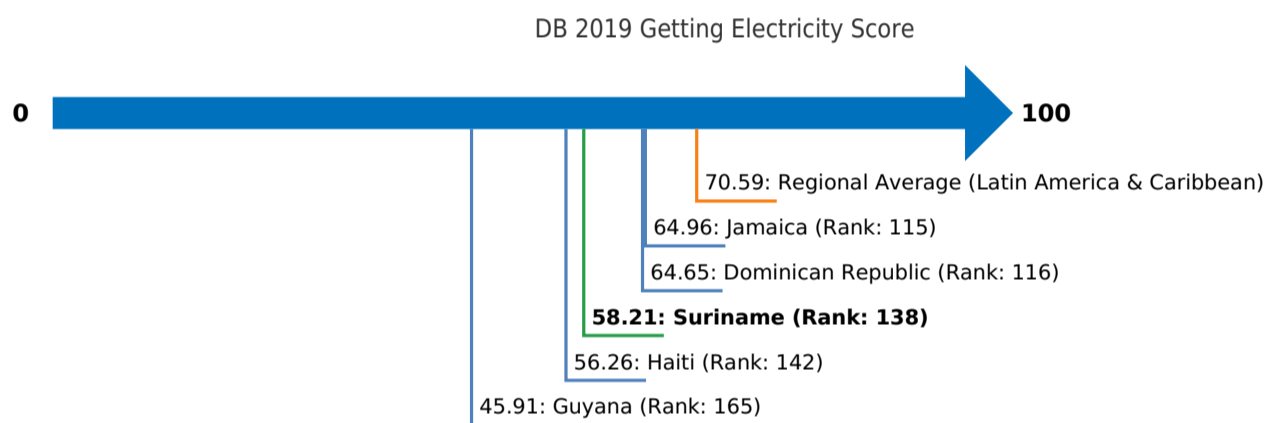 DB 2019 Getting Electricity Score
0
100
70.59: Regional Average (Latin America & Caribbean)
64.96: Jamaica (Rank: 115)
64.65: Dominican Republic (Rank: 116)
58.21: Suriname (Rank: 138)
56.26: Haiti (Rank: 142)
45.91: Guyana (Rank: 165)